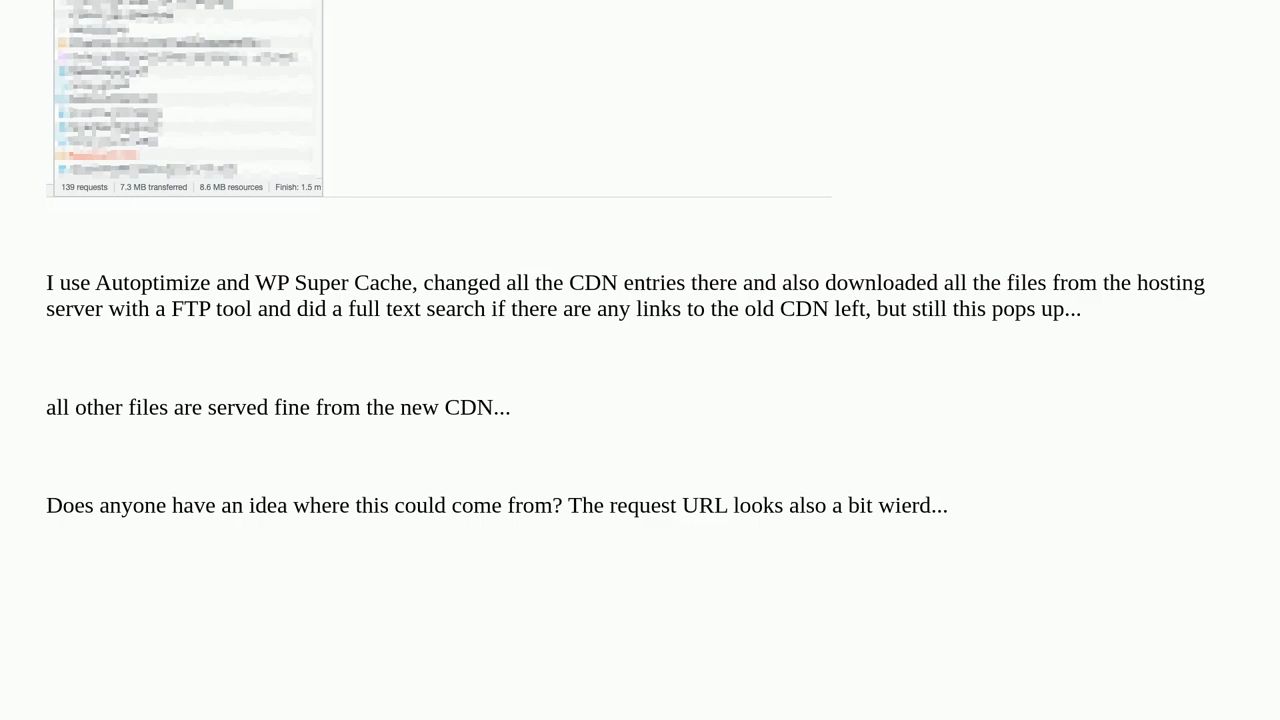 139 requests 7.3 MB transferred 8.6 MB resources Finish: 1.5 m
I use Autoptimize and WP Super Cache, changed all the CDN entries there and also downloaded all the files from the hosting
server with a FTP tool and did a full text search if there are any links to the old CDN left, but still this pops up...
all other files are served fine from the new CDN...
Does anyone have an idea where this could come from? The request URL looks also a bit wierd...